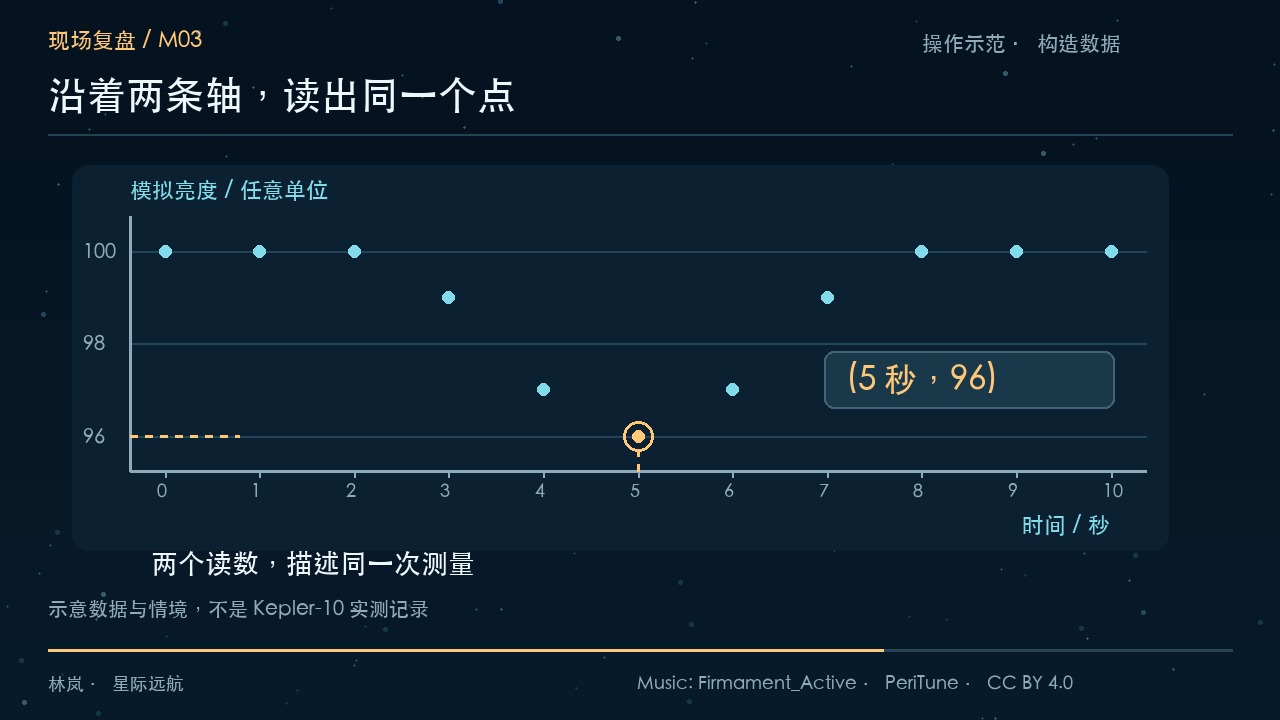 现场复盘 / M03
操作示范 · 构造数据
沿着两条轴，读出同一个点
模拟亮度 / 任意单位
100
98
(5 秒，96)
96
0 1 2 3 4 5 6 7 8 9 10
时间 / 秒
两个读数，描述同一次测量
示意数据与情境，不是 Kepler-10 实测记录
林岚 · 星际远航
Music: Firmament_Active · PeriTune · CC BY 4.0